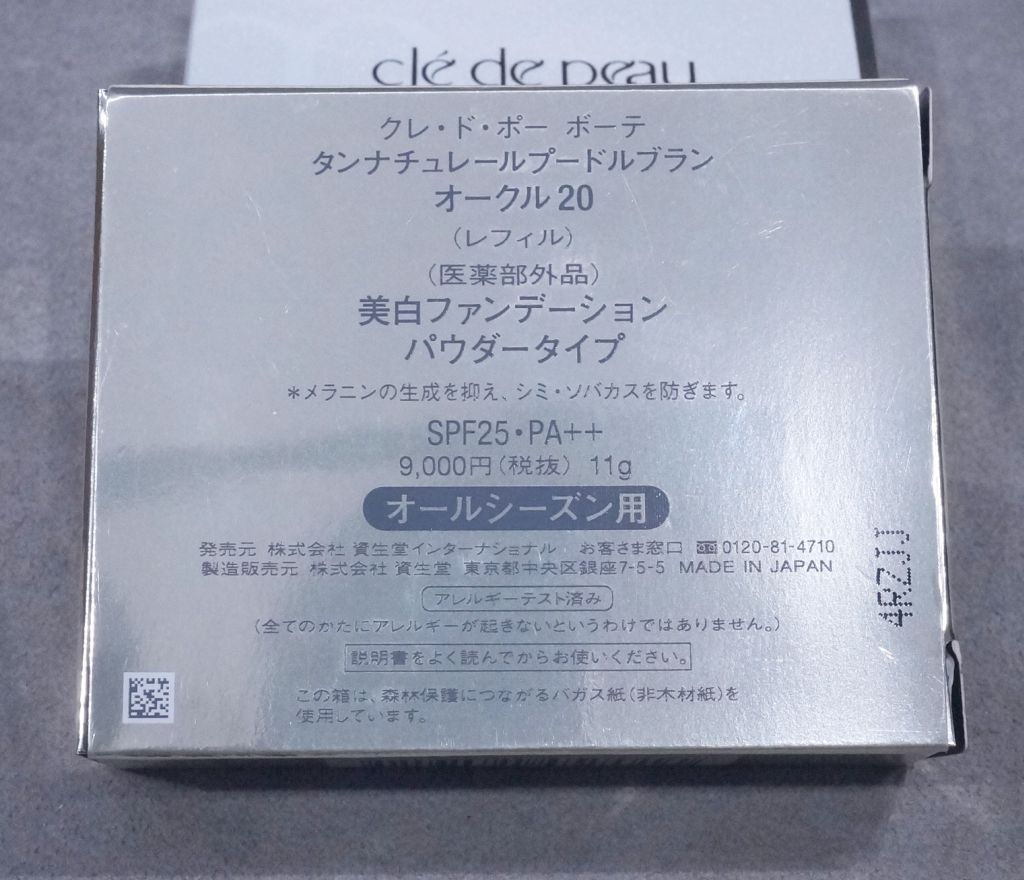 clé de peau
クレ・ド・ポー ボーテ
タンナチュレールプードルブラン
オークル20
(レフィル)
(医薬部外品)
美白ファンデーション
パウダータイプ
*メラニンの生成を抑え、シミ・ソバカスを防ぎます。
SPF25・PA++
9,000円(税抜) 11g
オールシーズン用
発売元 株式会社 資生堂インターナショナル お客さま窓口 0120-81-4710
製造販売元 株式会社 資生堂 東京都中央区銀座7-5-5 MADE IN JAPAN
アレルギーテスト済み
(全てのかたにアレルギーが起きないというわけではありません。)
説明書をよく読んでからお使いください。
この箱は、森林保護につながるバガス紙(非木材紙)を
使用しています。
4RZJJ